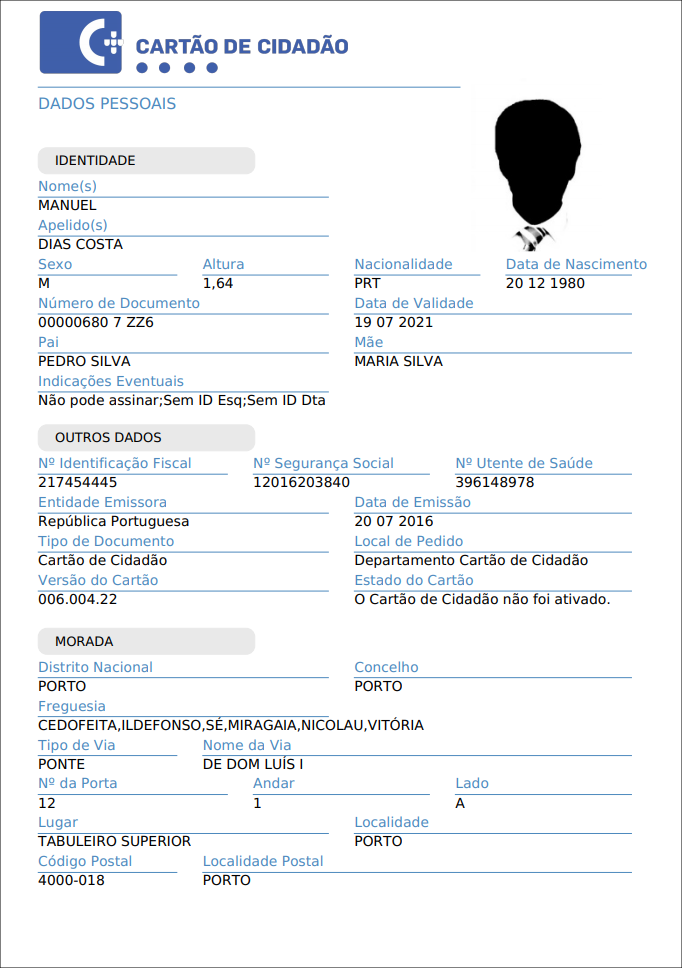 CARTÃO DE CIDADÃO
DADOS PESSOAIS
IDENTIDADE
Nome(s)
MANUEL
Apelido(s)
DIAS COSTA
Sexo Altura Nacionalidade Data de Nascimento
M 1,64 PRT 20 12 1980
Número de Documento Data de Validade
00000680 7 ZZ6 19 07 2021
Pai Mãe
PEDRO SILVA MARIA SILVA
Indicações Eventuais
Não pode assinar;Sem ID Esq;Sem ID Dta
OUTROS DADOS
Nº Identificação Fiscal Nº Segurança Social Nº Utente de Saúde
217454445 12016203840 396148978
Entidade Emissora Data de Emissão
República Portuguesa 20 07 2016
Tipo de Documento Local de Pedido
Cartão de Cidadão Departamento Cartão de Cidadão
Versão do Cartão Estado do Cartão
006.004.22 O Cartão de Cidadão não foi ativado.
MORADA
Distrito Nacional Concelho
PORTO PORTO
Freguesia
CEDOFEITA,ILDEFONSO,SÉ,MIRAGAIA,NICOLAU,VITÓRIA
Tipo de Via Nome da Via
PONTE DE DOM LUÍS I
Nº da Porta Andar Lado
12 1 A
Lugar Localidade
TABULEIRO SUPERIOR PORTO
Código Postal Localidade Postal
4000-018 PORTO